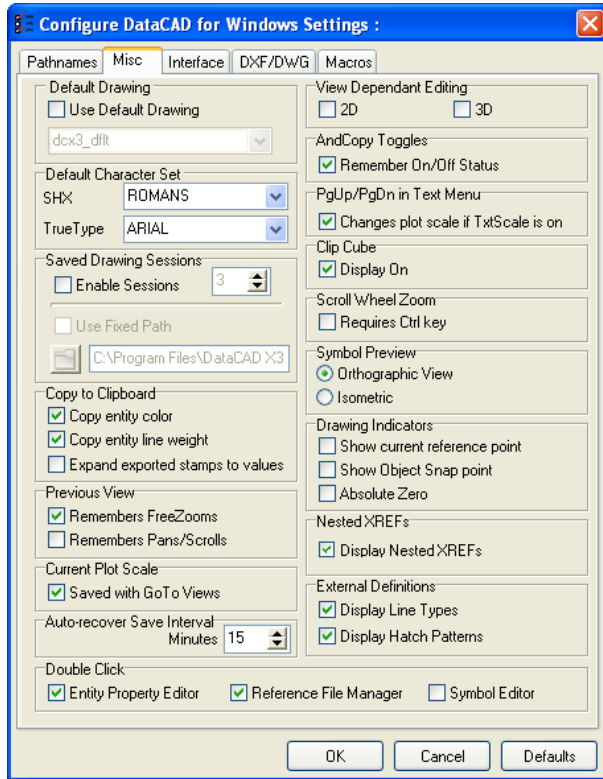 Configure DataCAD for Windows Settings :
Pathnames
Misc
Interface
DXF/DWG
Macros
Default Drawing
Use Default Drawing
dcx3_dflt
Default Character Set
SHX
ROMANS
TrueType
ARIAL
Saved Drawing Sessions
Enable Sessions
3
Use Fixed Path
C:\Program Files\DataCAD X3
Copy to Clipboard
Copy entity color
Copy entity line weight
Expand exported stamps to values
Previous View
Remembers FreeZooms
Remembers Pans/Scrolls
Current Plot Scale
Saved with GoTo Views
Auto-recover Save Interval
Minutes
15
View Dependant Editing
2D
3D
AndCopy Toggles
Remember On/Off Status
PgUp/PgDn in Text Menu
Changes plot scale if TxtScale is on
Clip Cube
Display On
Scroll Wheel Zoom
Requires Ctrl key
Symbol Preview
Orthographic View
Isometric
Drawing Indicators
Show current reference point
Show Object Snap point
Absolute Zero
Nested XREFs
Display Nested XREFs
External Definitions
Display Line Types
Display Hatch Patterns
Double Click
Entity Property Editor
Reference File Manager
Symbol Editor
OK
Cancel
Defaults